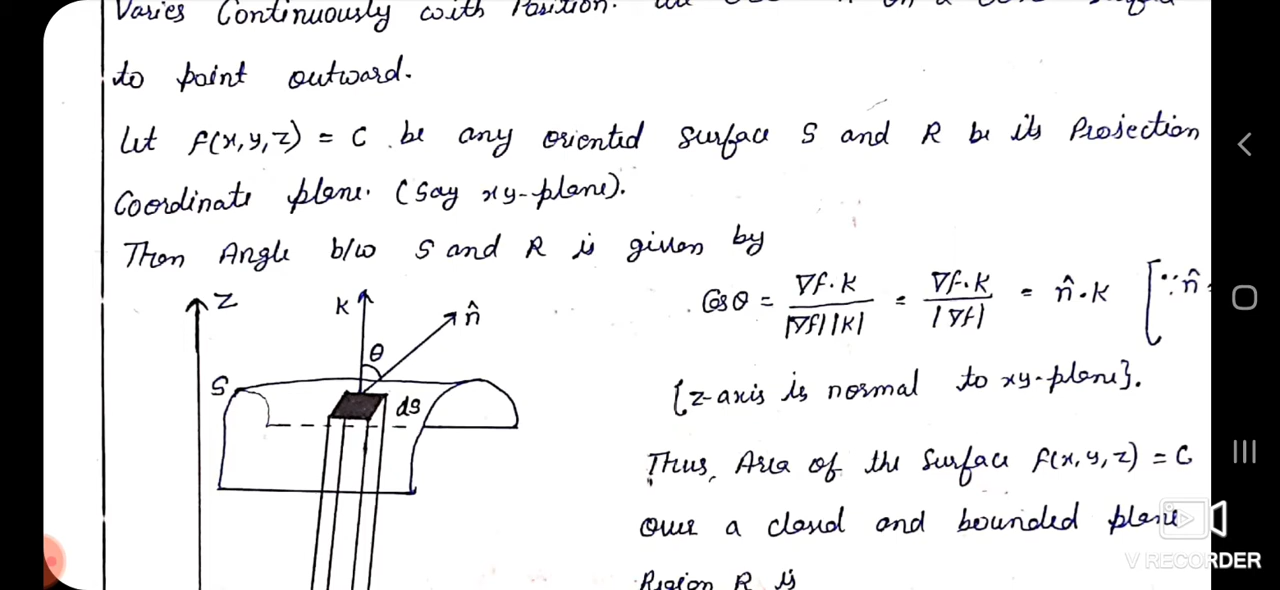 Varies Continuously with Position.
to point outward.
Let f(x,y,z) = C be any oriented surface S and R be its Projection
Coordinate plane. (Say xy-plane).
Then Angle b/w S and R is given by
Cosθ = ∇f·k / |∇f||k| = ∇f·k / |∇f| = n̂·k [∵ n̂
{z-axis is normal to xy-plane}.
Z
K
n̂
θ
S
ds
Thus, Area of the surface f(x,y,z) = C
over a closed and bounded plane
Region R is
V RECORDER